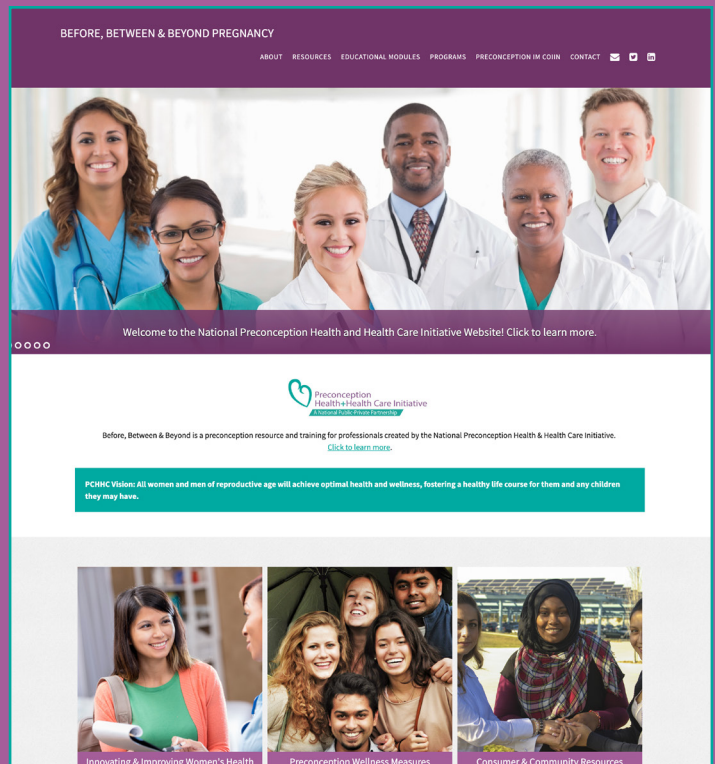 BEFORE, BETWEEN & BEYOND PREGNANCY
ABOUT RESOURCES EDUCATIONAL MODULES PROGRAMS PRECONCEPTION IM COIIN CONTACT
Welcome to the National Preconception Health and Health Care Initiative Website! Click to learn more.
Preconception
Health+Health Care Initiative
A National Public-Private Partnership
Before, Between & Beyond is a preconception resource and training for professionals created by the National Preconception Health & Health Care Initiative.
Click to learn more.
PCHHC Vision: All women and men of reproductive age will achieve optimal health and wellness, fostering a healthy life course for them and any children
they may have.
Innovating & Improving Women's Health
Preconception Wellness Measures
Consumer & Community Resources